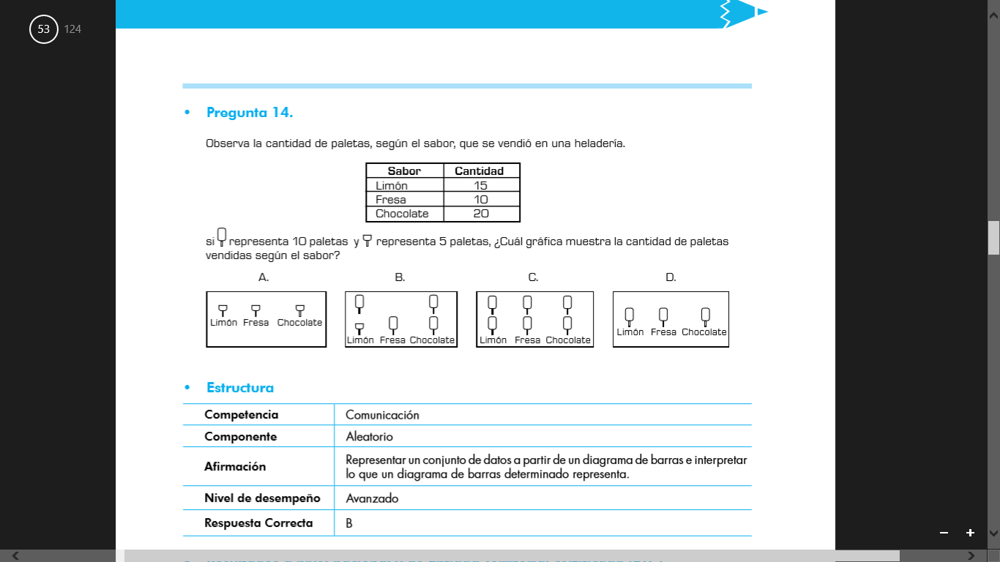 53 124
• Pregunta 14.
Observa la cantidad de paletas, según el sabor, que se vendió en una heladería.
Sabor Cantidad
Limón 15
Fresa 10
Chocolate 20
si representa 10 paletas y representa 5 paletas, ¿Cuál gráfica muestra la cantidad de paletas
vendidas según el sabor?
A. B. C. D.
Limón Fresa Chocolate
Limón Fresa Chocolate
Limón Fresa Chocolate
Limón Fresa Chocolate
• Estructura
Competencia Comunicación
Componente Aleatorio
Afirmación Representar un conjunto de datos a partir de un diagrama de barras e interpretar
lo que un diagrama de barras determinado representa.
Nivel de desempeño Avanzado
Respuesta Correcta B